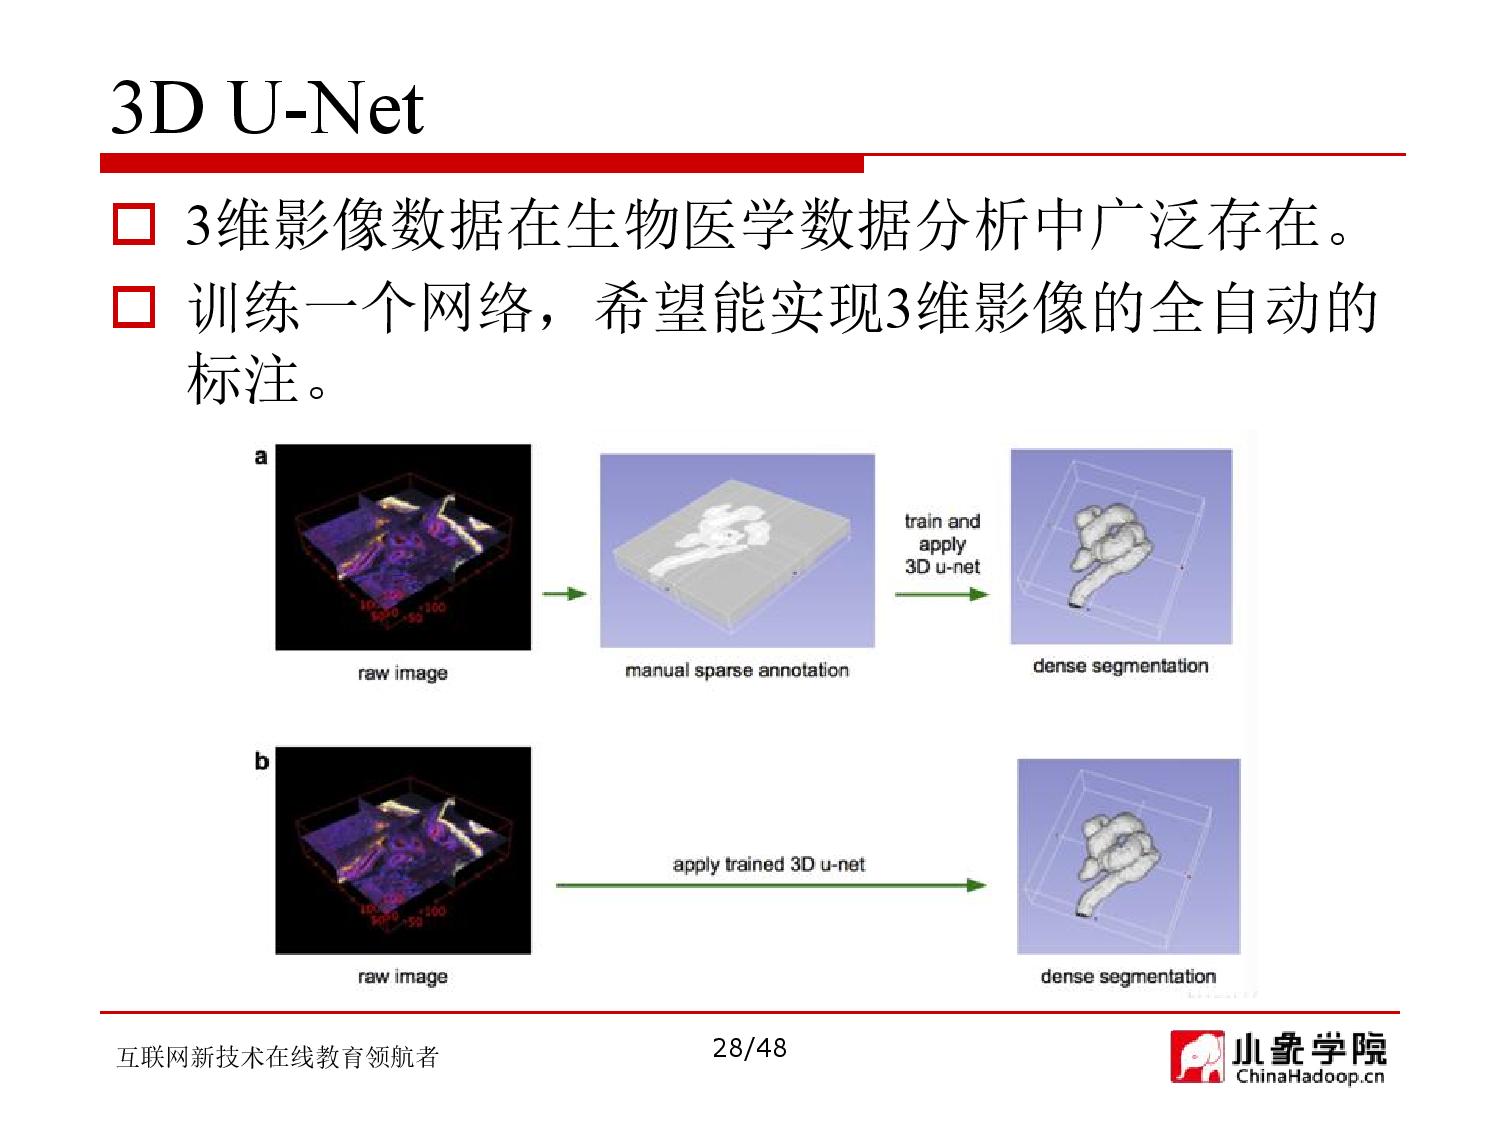 3D U-Net
3维影像数据在生物医学数据分析中广泛存在。
训练一个网络，希望能实现3维影像的全自动的
标注。
a
train and
apply
3D u-net
raw image
manual sparse annotation
dense segmentation
b
apply trained 3D u-net
raw image
dense segmentation
互联网新技术在线教育领航者
28/48
小象学院
ChinaHadoop.cn